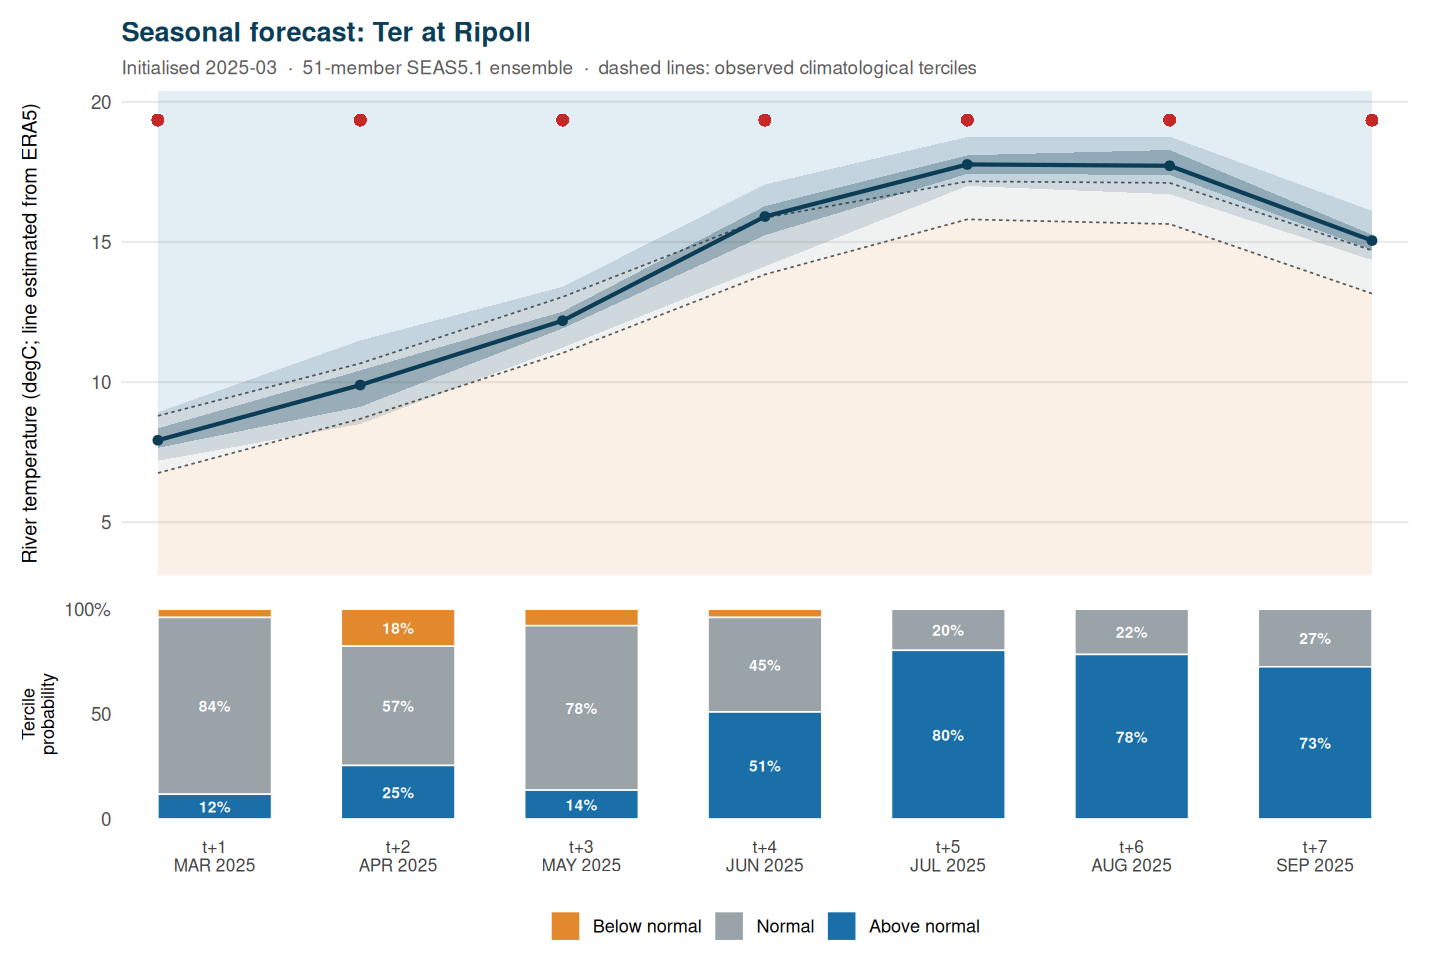 Seasonal forecast: Ter at Ripoll
Initialised 2025-03 · 51-member SEAS5.1 ensemble · dashed lines: observed climatological terciles
River temperature (degC; line estimated from ERA5)
20
15
10
5
Tercile
probability
100%
50
0
84%
12%
18%
57%
25%
78%
14%
45%
51%
20%
80%
22%
78%
27%
73%
t+1
MAR 2025
t+2
APR 2025
t+3
MAY 2025
t+4
JUN 2025
t+5
JUL 2025
t+6
AUG 2025
t+7
SEP 2025
Below normal
Normal
Above normal